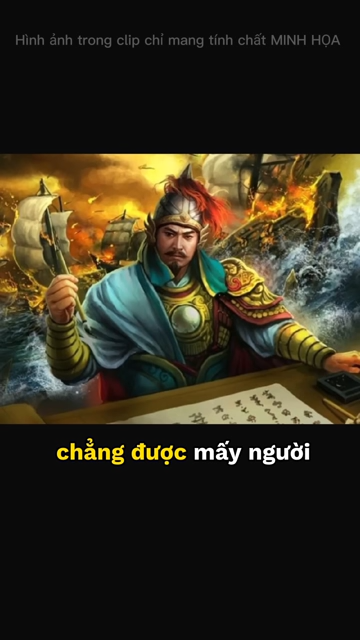 Hình ảnh trong clip chỉ mang tính chất MINH HỌA
chẳng được mấy người